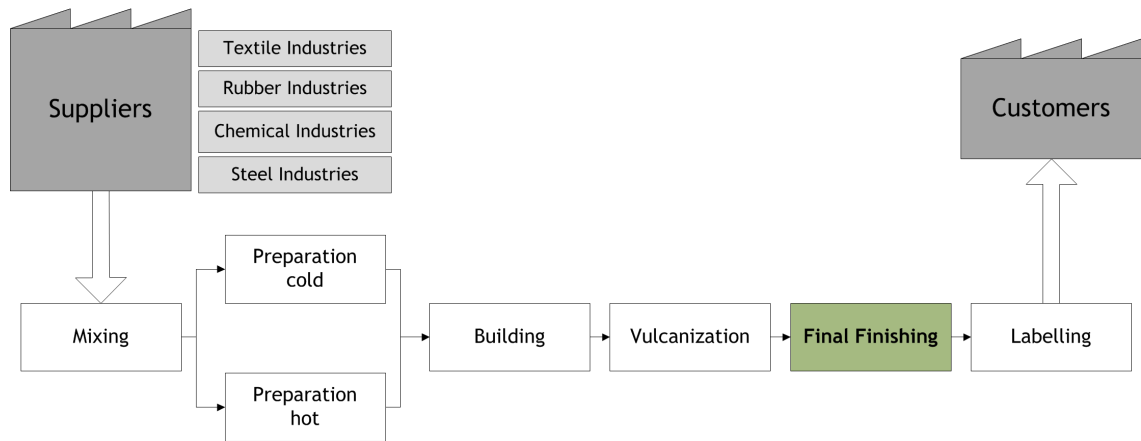 Suppliers
Textile Industries
Rubber Industries
Chemical Industries
Steel Industries
Customers
Mixing
Preparation
cold
Preparation
hot
Building
Vulcanization
Final Finishing
Labelling